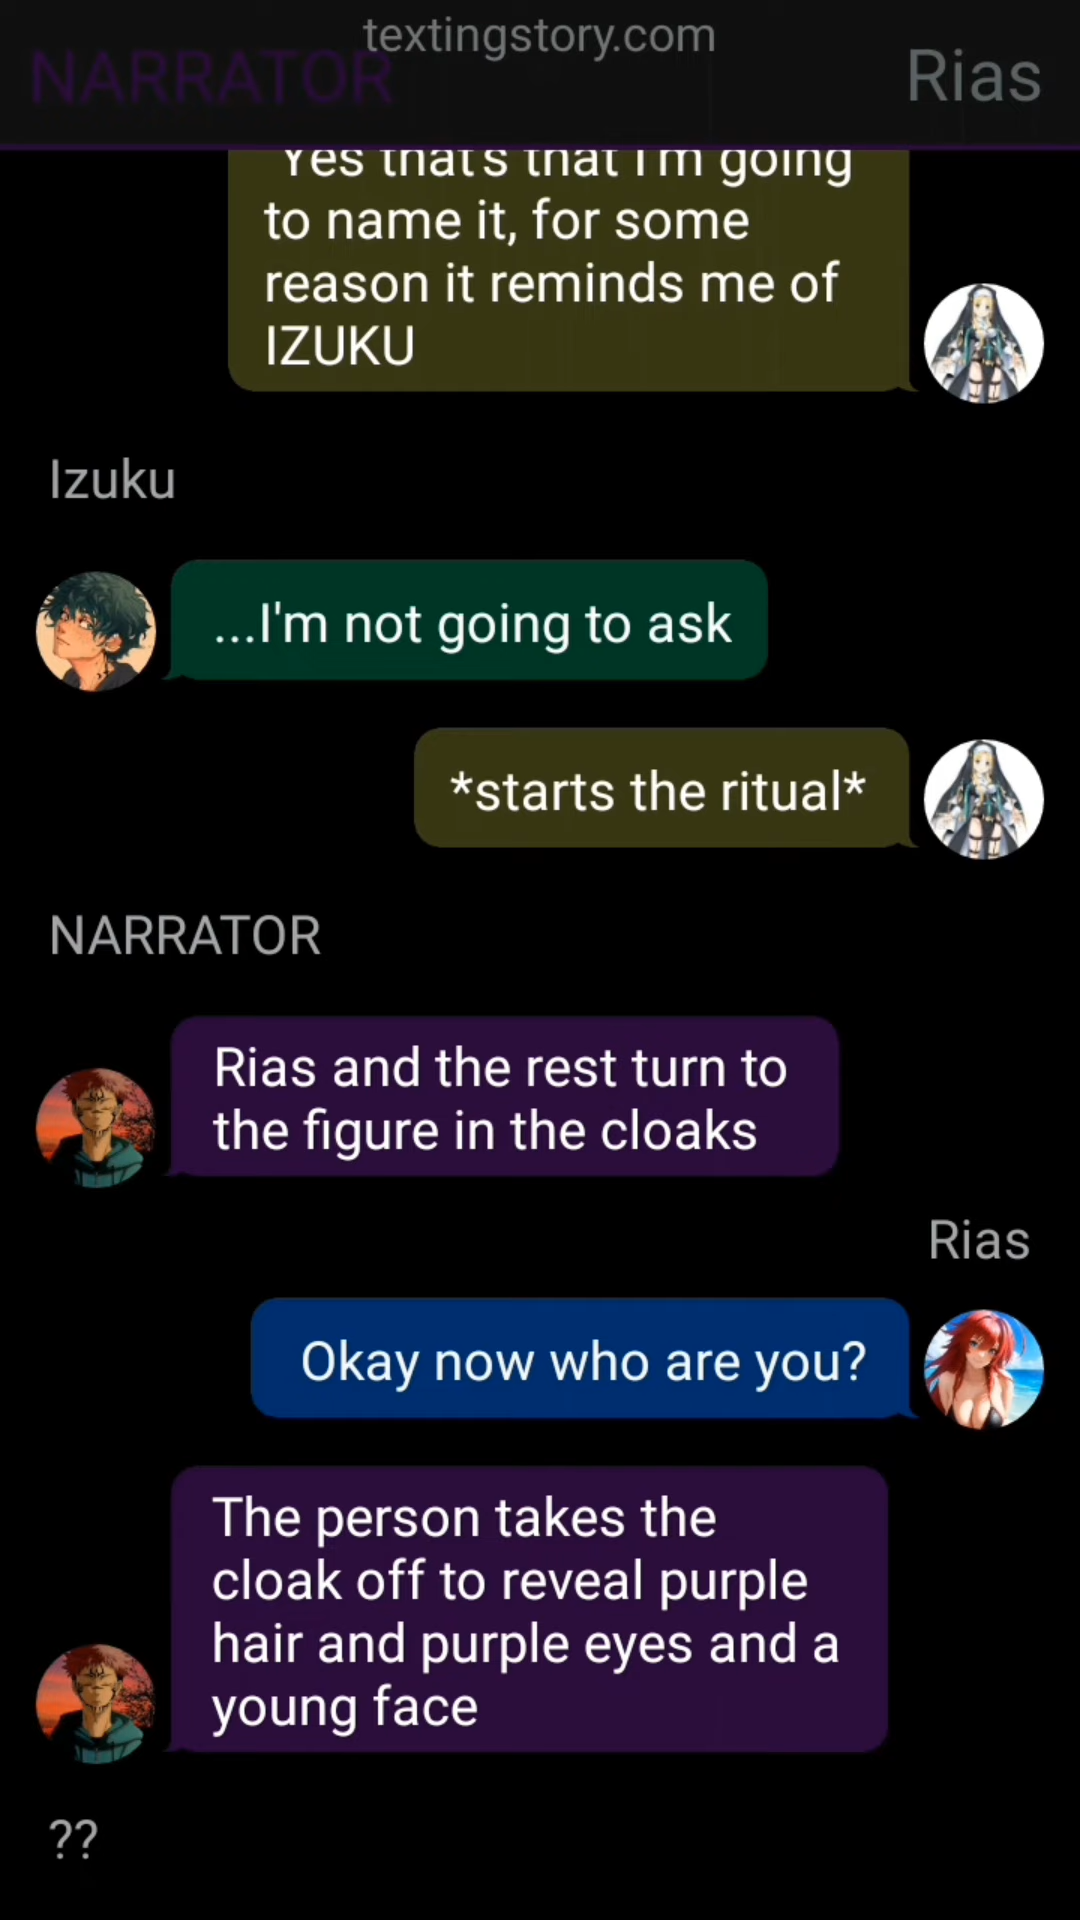 textingstory.com
NARRATOR
Rias
Yes that's that I'm going
to name it, for some
reason it reminds me of
IZUKU
Izuku
...I'm not going to ask
*starts the ritual*
NARRATOR
Rias and the rest turn to
the figure in the cloaks
Rias
Okay now who are you?
The person takes the
cloak off to reveal purple
hair and purple eyes and a
young face
??